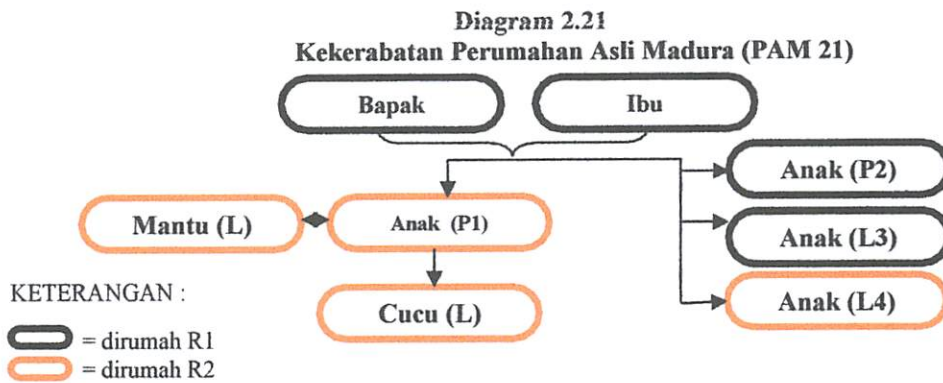 Diagram 2.21
Kekerabatan Perumahan Asli Madura (PAM 21)
Bapak
Ibu
Anak (P2)
Mantu (L)
Anak (P1)
Anak (L3)
Cucu (L)
Anak (L4)
KETERANGAN :
= dirumah R1
= dirumah R2